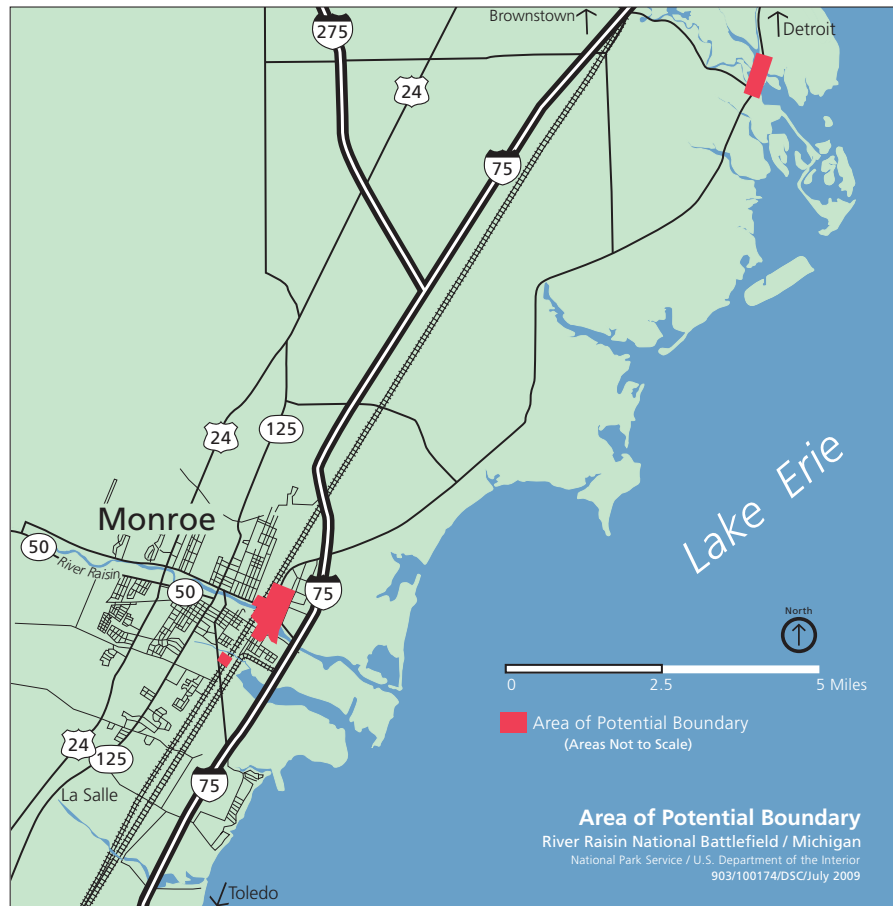 Brownstown
Detroit
275
24
75
24
125
Monroe
50
River Raisin
50
75
Lake Erie
North
0 2.5 5 Miles
Area of Potential Boundary
(Areas Not to Scale)
24
125
75
La Salle
Toledo
Area of Potential Boundary
River Raisin National Battlefield / Michigan
National Park Service / U.S. Department of the Interior
903/100174/DSC/July 2009